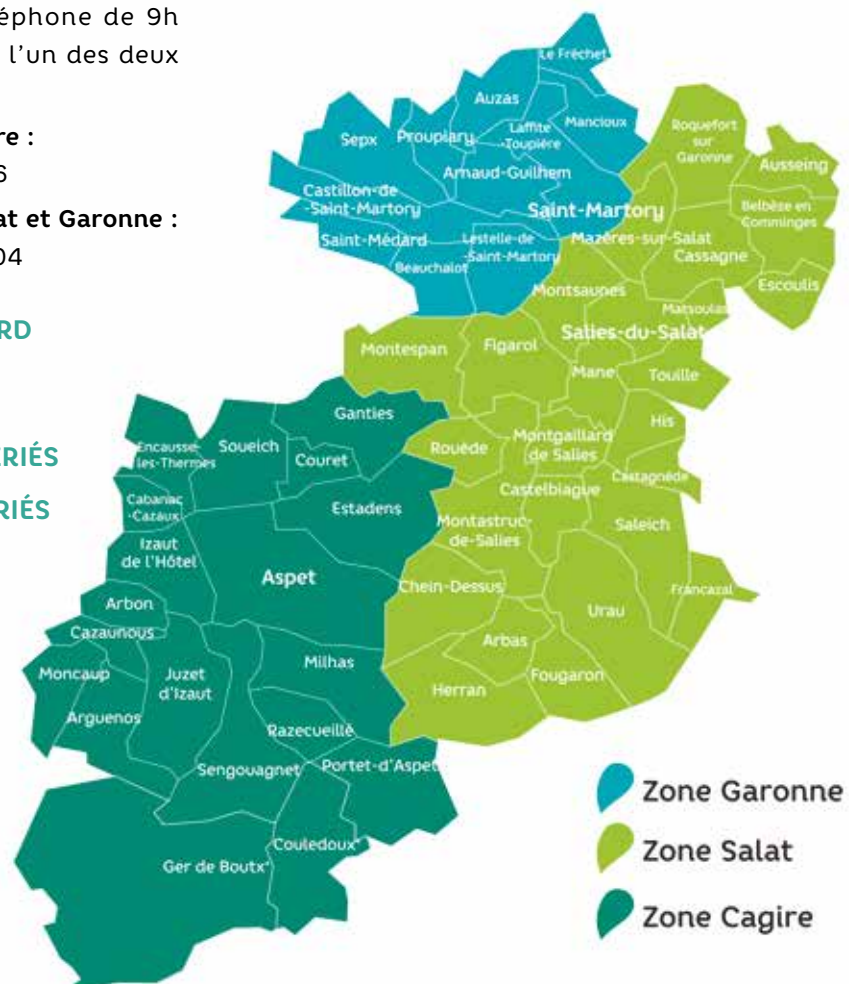 éphone de 9h
l'un des deux
re :
6
at et Garonne :
04
RD
ÉRIÉS
RIÉS
Le Fréchet
Auzas
Mancioux
Laffite
-Toupière
Sepx
Proupiary
Arnaud-Guilhem
Castillon-de
-Saint-Martory
Saint-Martory
Saint-Médard
Lestelle-de
-Saint-Martory
Beauchalot
Roquefort
sur
Garonne
Ausseing
Belbèze en
Comminges
Mazères-sur-Salat
Cassagne
Escoulis
Montsaunes
Matsoulas
Salies-du-Salat
Montespan
Figarol
Mane
Touille
His
Rouède
Montgaillard
de Salies
Castagnède
Castelbiague
Saleich
Montastruc-
de-Salies
Chein-Dessus
Francazal
Urau
Arbas
Fougaron
Herran
Ganties
Encausse-
les-Thermes
Soueich
Couret
Cabanac
-Cazaux
Estadens
Izaut
de l'Hôtel
Aspet
Arbon
Cazaunous
Milhas
Moncaup
Juzet
d'Izaut
Arguenos
Razecueillé
Sengouagnet
Portet-d'Aspet
Couledoux*
Ger de Boutx*
Zone Garonne
Zone Salat
Zone Cagire